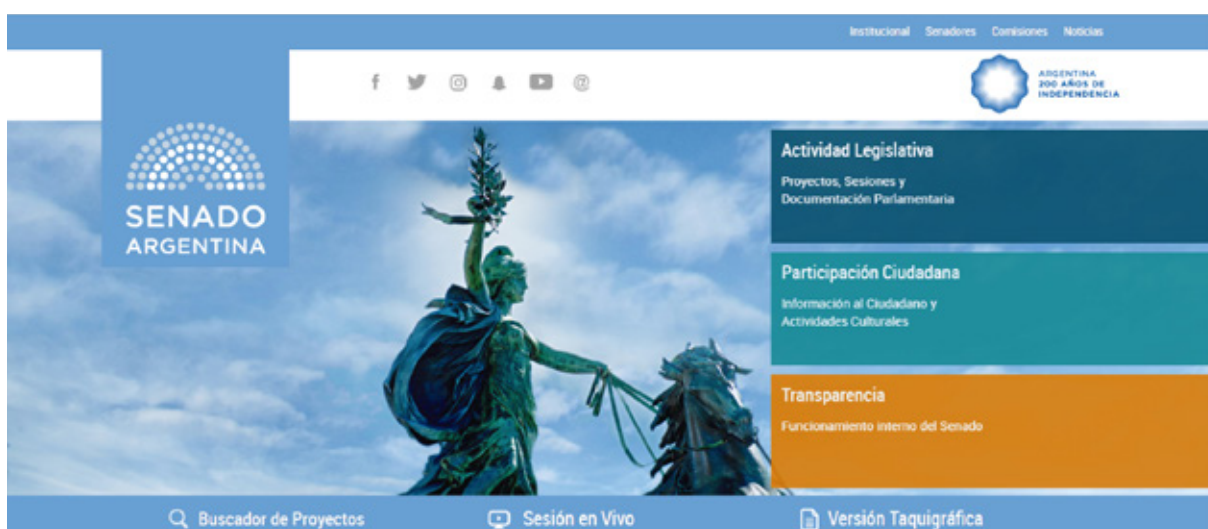 Institucional Senadores Comisiones Noticias
ARGENTINA
200 AÑOS DE
INDEPENDENCIA
SENADO
ARGENTINA
Actividad Legislativa
Proyectos, Sesiones y
Documentación Parlamentaria
Participación Ciudadana
Información al Ciudadano y
Actividades Culturales
Transparencia
Funcionamiento interno del Senado
Buscador de Proyectos Sesión en Vivo Versión Taquigráfica